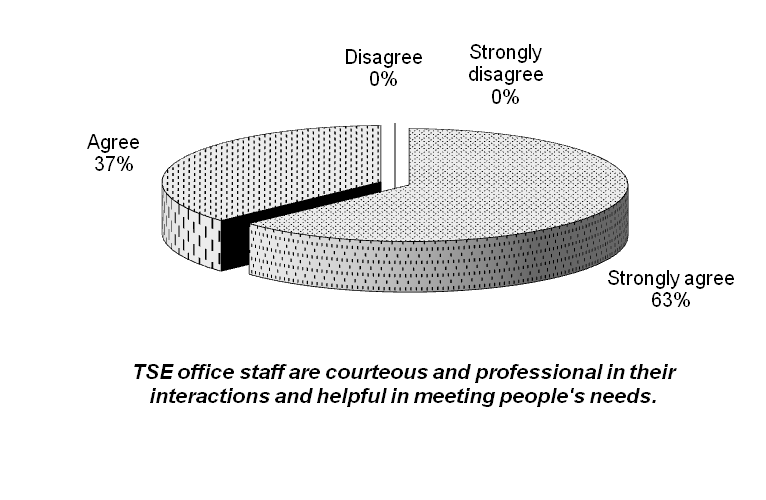 Disagree
0%
Strongly
disagree
0%
Agree
37%
Strongly agree
63%
TSE office staff are courteous and professional in their
interactions and helpful in meeting people's needs.